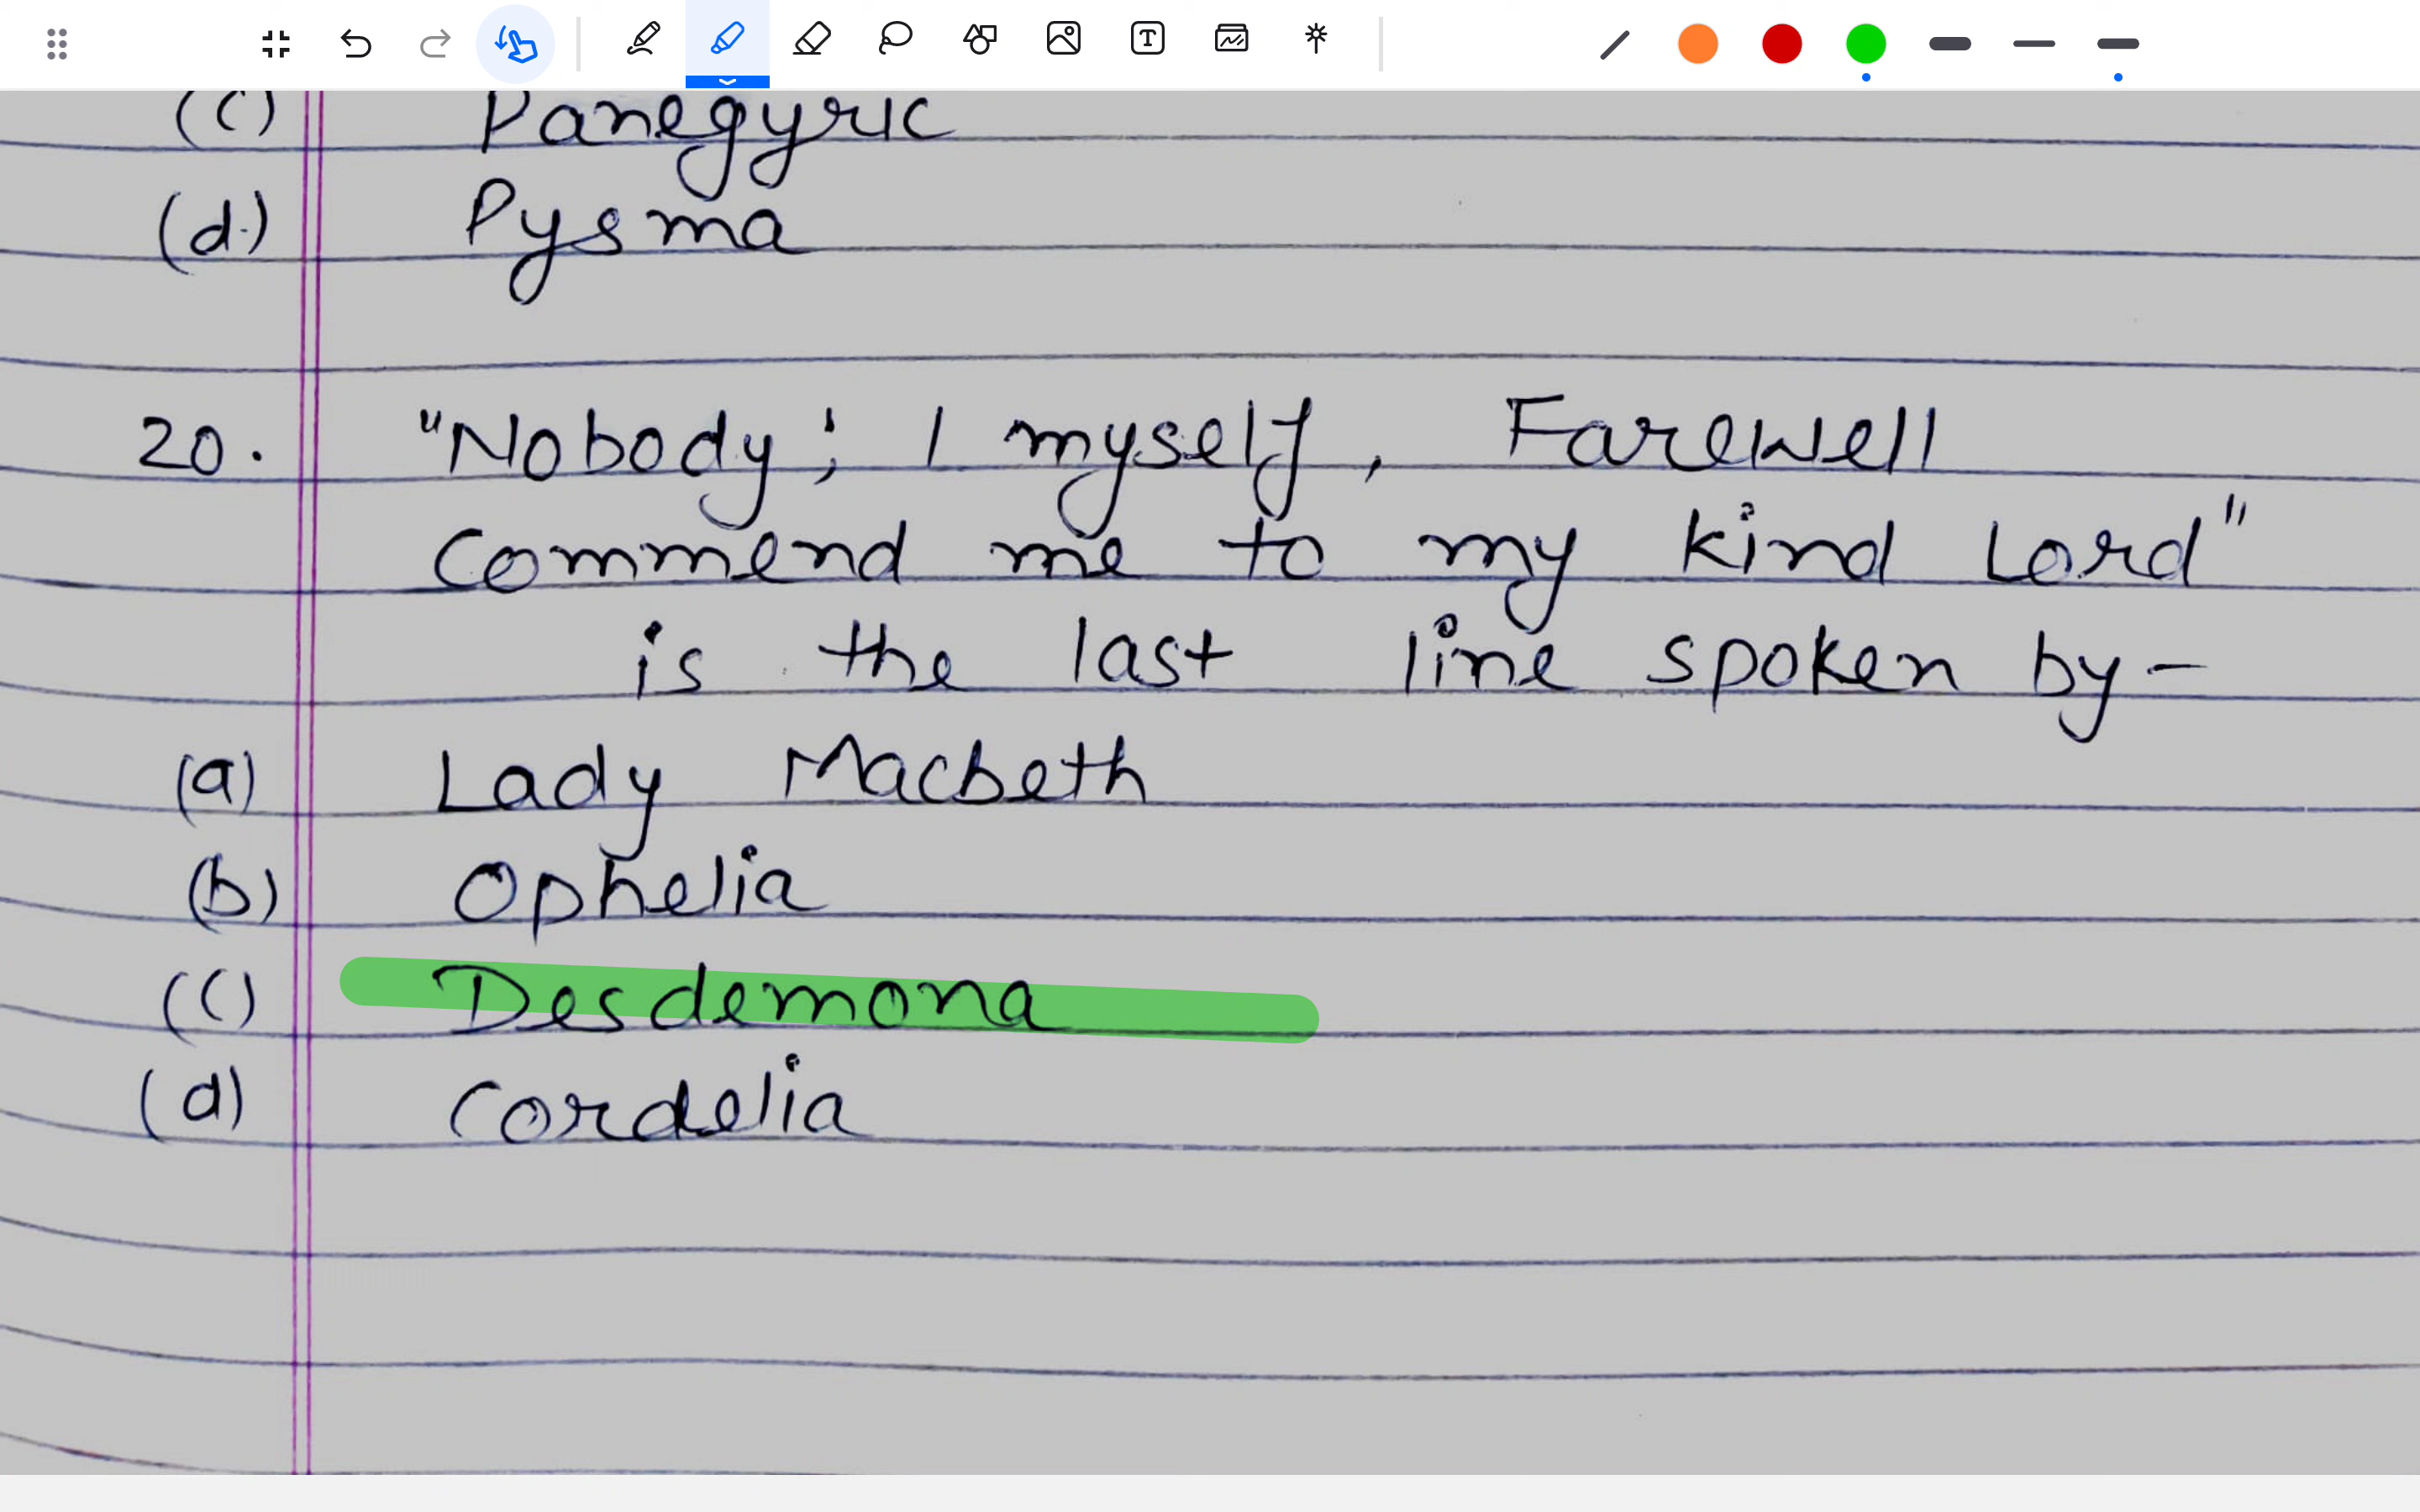 (c) Panegyric
(d.) Pysma
20. "Nobody; I myself, Farewell
Commend me to my kind Lord"
is the last line spoken by-
(a) Lady Macbeth
(b) Ophelia
(c) Desdemona
(d) Cordelia